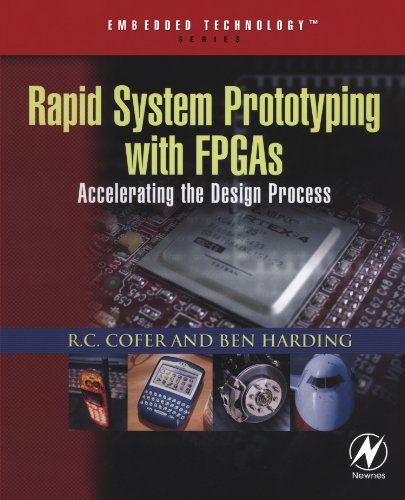 EMBEDDED TECHNOLOGY™
SERIES
Rapid System Prototyping
with FPGAs
Accelerating the Design Process
R.C. COFER AND BEN HARDING
Newnes